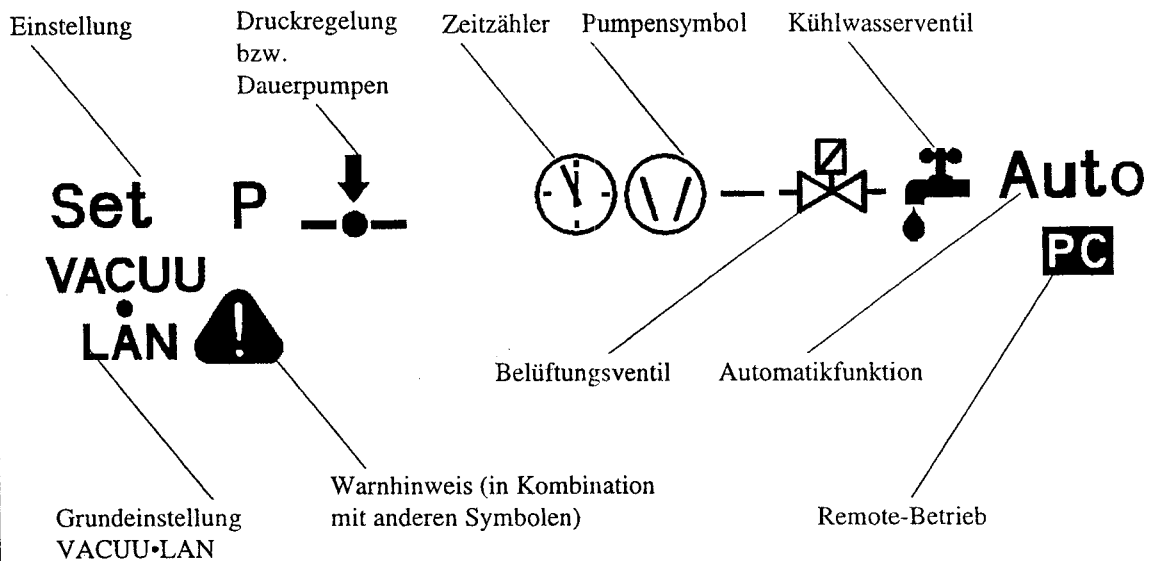 Einstellung
Druckregelung
bzw.
Dauerpumpen
Zeitzähler
Pumpensymbol
Kühlwasserventil
Set
P
Auto
VACUU
•
LAN
!
PC
Belüftungsventil
Automatikfunktion
Warnhinweis (in Kombination
mit anderen Symbolen)
Remote-Betrieb
Grundeinstellung
VACUU•LAN